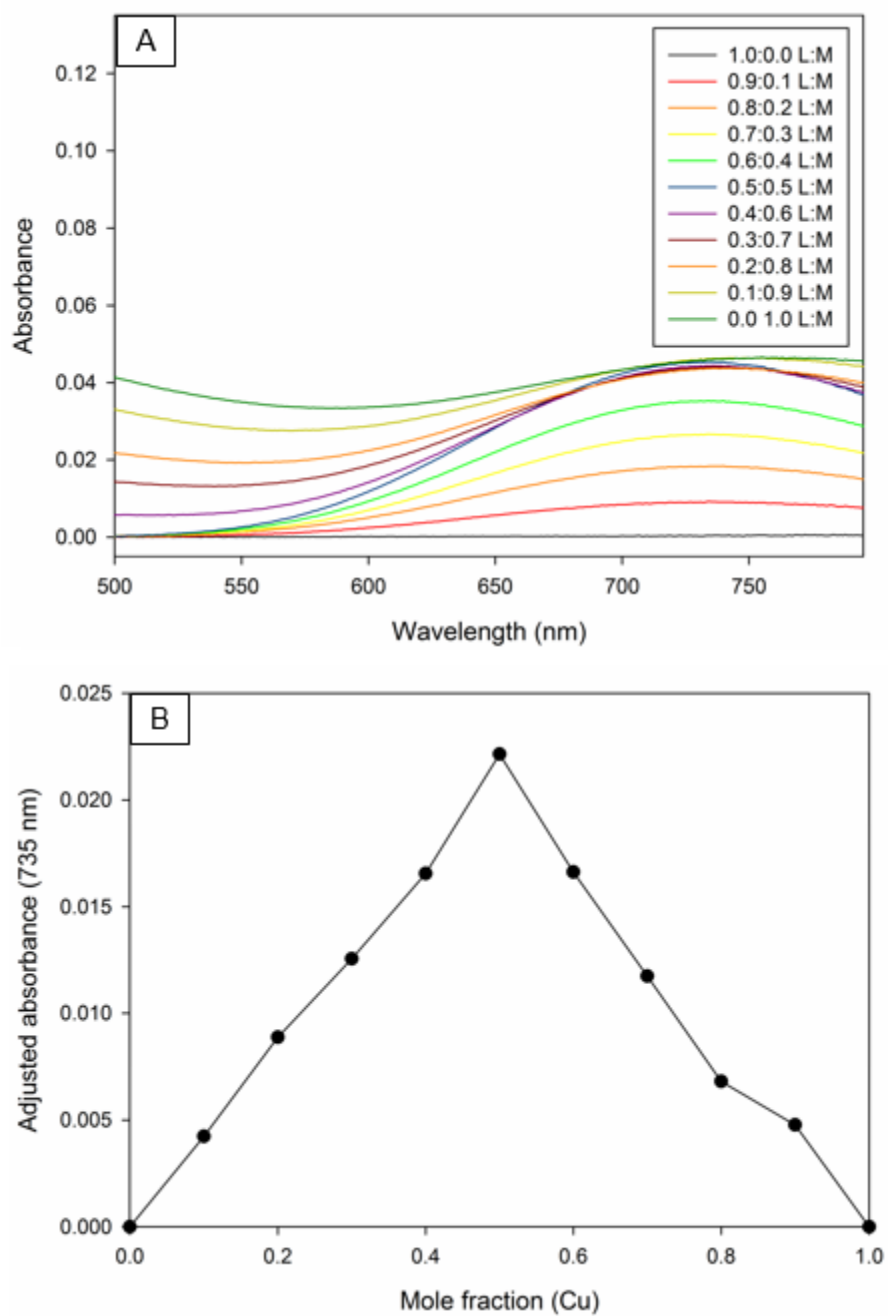 A
1.0:0.0 L:M
0.9:0.1 L:M
0.8:0.2 L:M
0.7:0.3 L:M
0.6:0.4 L:M
0.5:0.5 L:M
0.4:0.6 L:M
0.3:0.7 L:M
0.2:0.8 L:M
0.1:0.9 L:M
0.0 1.0 L:M
Absorbance
0.12
0.10
0.08
0.06
0.04
0.02
0.00
500 550 600 650 700 750
Wavelength (nm)
B
Adjusted absorbance (735 nm)
0.025
0.020
0.015
0.010
0.005
0.000
0.0 0.2 0.4 0.6 0.8 1.0
Mole fraction (Cu)